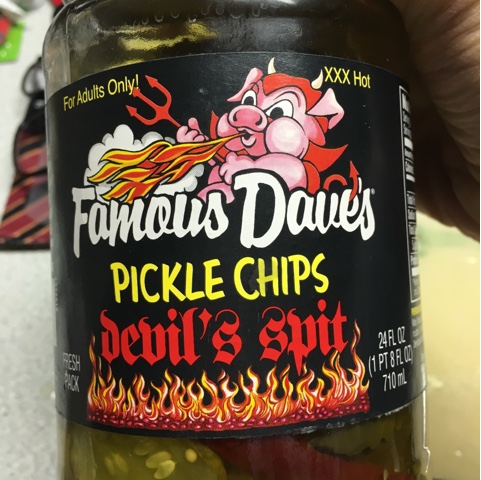 For Adults Only!
XXX Hot
Famous Dave's
PICKLE CHIPS
devil's spit
FRESH
PACK
24 FL OZ
(1 PT 8 FL OZ)
710 mL